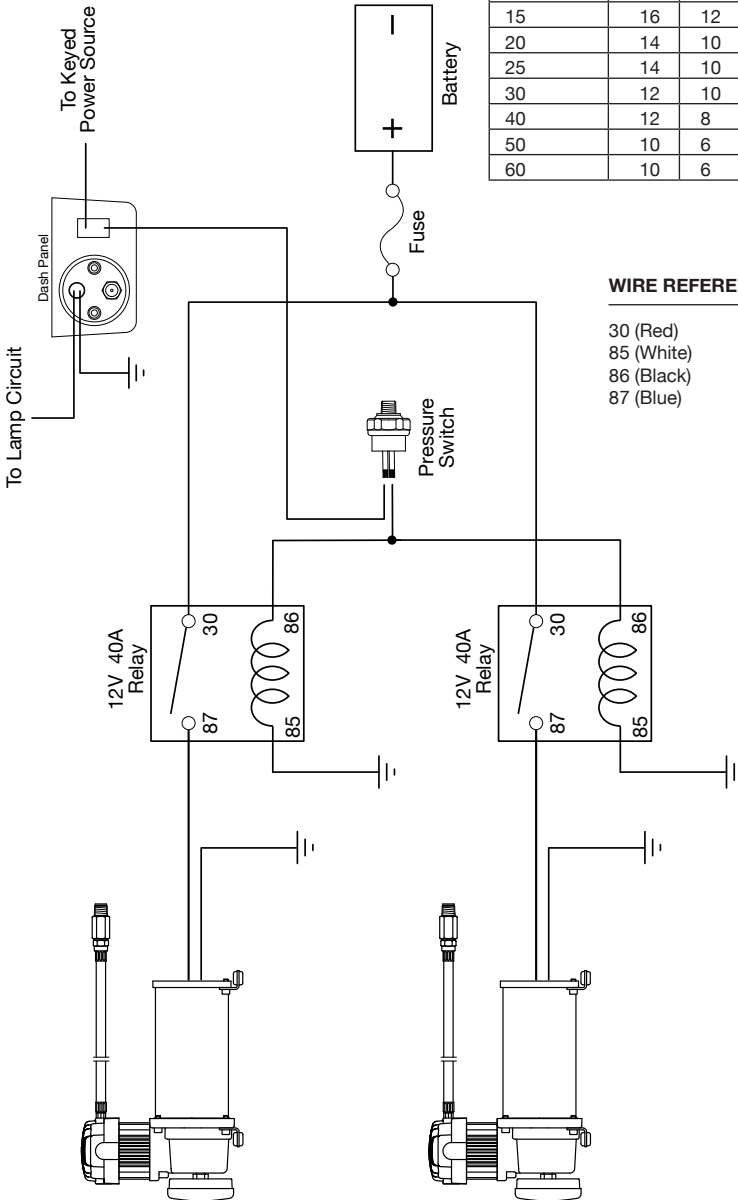 To Lamp Circuit
Dash Panel
To Keyed
Power Source
+
−
Battery
Fuse
Pressure
Switch
12V 40A
Relay
30
87
86
85
12V 40A
Relay
30
87
86
85
15 16 12
20 14 10
25 14 10
30 12 10
40 12 8
50 10 6
60 10 6
WIRE REFERE
30 (Red)
85 (White)
86 (Black)
87 (Blue)